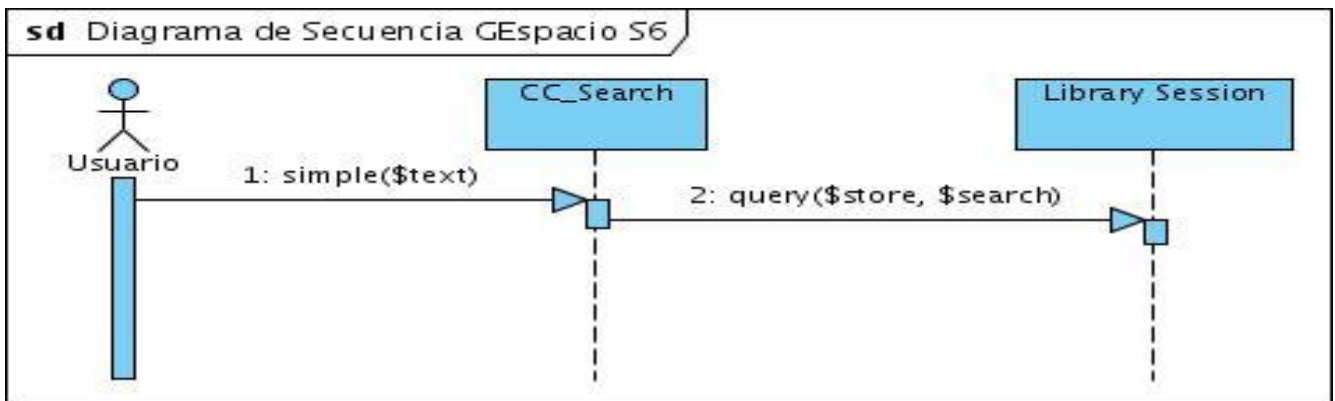 sd Diagrama de Secuencia GEspacio S6
CC_Search
Library Session
Usuario
1: simple($text)
2: query($store, $search)